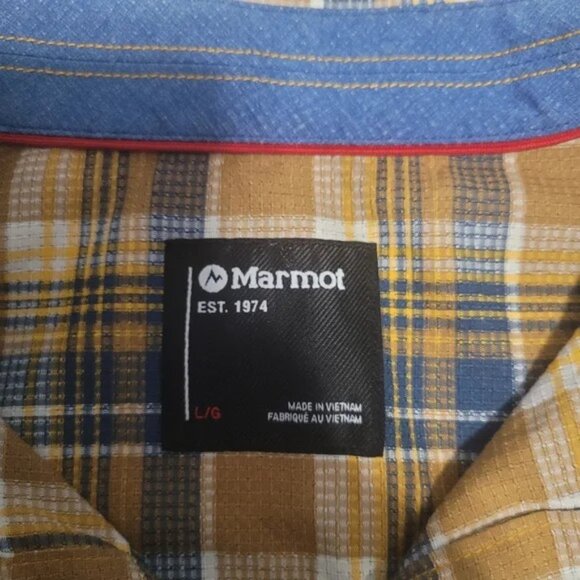 Marmot
EST. 1974
L/G
MADE IN VIETNAM
FABRIQUÉ AU VIETNAM